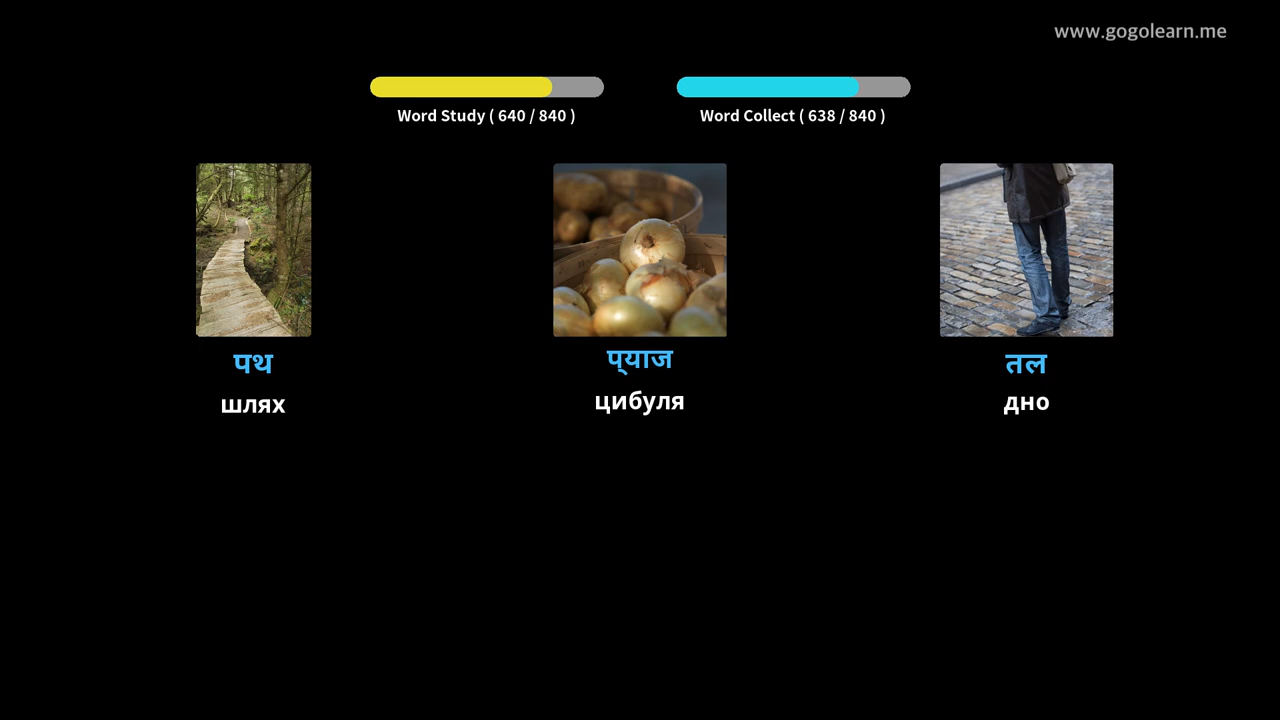 www.gogolearn.me
Word Study ( 640 / 840 )
Word Collect ( 638 / 840 )
पथ
шлях
प्याज
цибуля
तल
дно